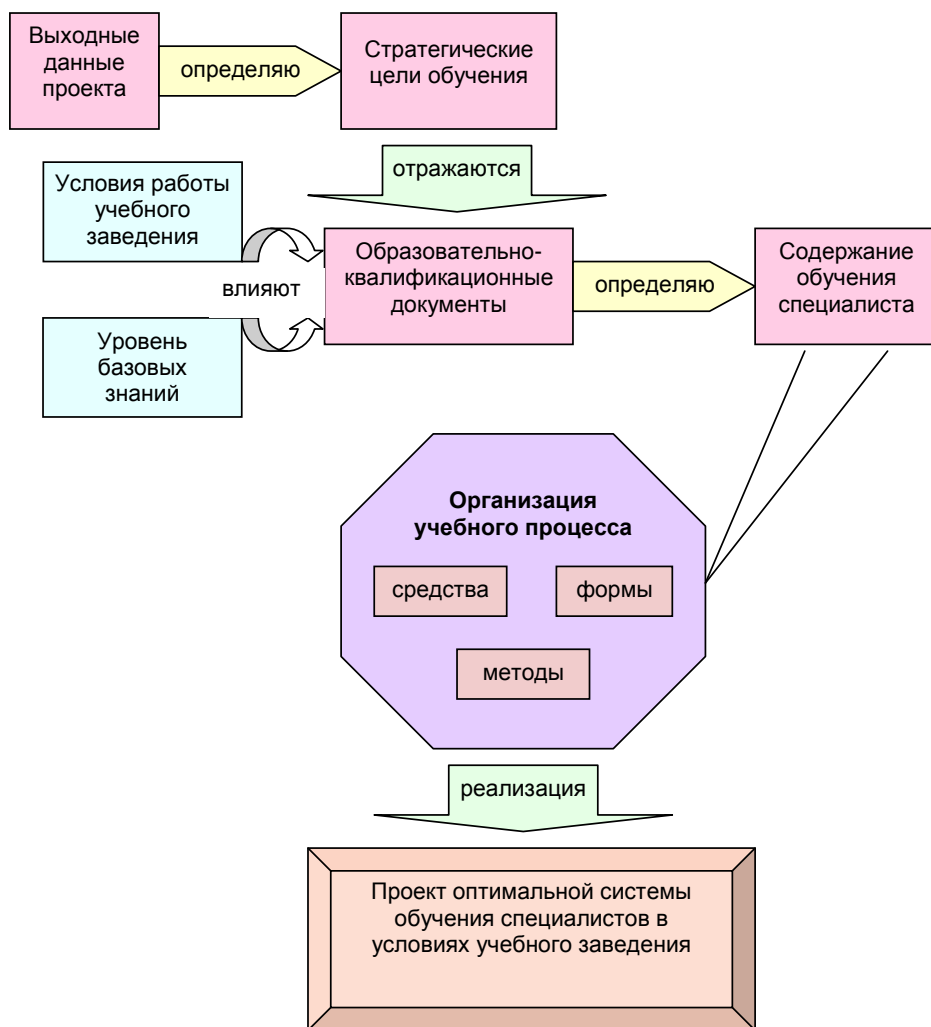 Выходные
данные
проекта
определяю
Стратегические
цели обучения
отражаются
Условия работы
учебного
заведения
влияют
Уровень
базовых
знаний
Образовательно-
квалификационные
документы
определяю
Содержание
обучения
специалиста
Организация
учебного процесса
средства
формы
методы
реализация
Проект оптимальной системы
обучения специалистов в
условиях учебного заведения